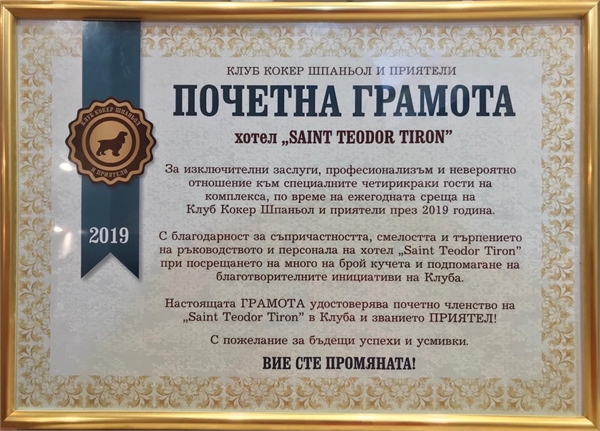 КЛУБ КОКЕР ШПАНЬОЛ И ПРИЯТЕЛИ
ПОЧЕТНА ГРАМОТА
хотел „SAINT TEODOR TIRON”
КЛУБ КОКЕР ШПАНЬОЛ
И ПРИЯТЕЛИ
2019
За изключителни заслуги, професионализъм и невероятно
отношение към специалните четирикраки гости на
комплекса, по време на ежегодната среща на
Клуб Кокер Шпаньол и приятели през 2019 година.
С благодарност за съпричастността, смелостта и търпението
на ръководството и персонала на хотел „Saint Teodor Tiron”
при посрещането на много на брой кучета и подпомагане на
благотворителните инициативи на Клуба.
Настоящата ГРАМОТА удостоверява почетно членство на
„Saint Teodor Tiron” в Клуба и званието ПРИЯТЕЛ!
С пожелание за бъдещи успехи и усмивки.
ВИЕ СТЕ ПРОМЯНАТА!